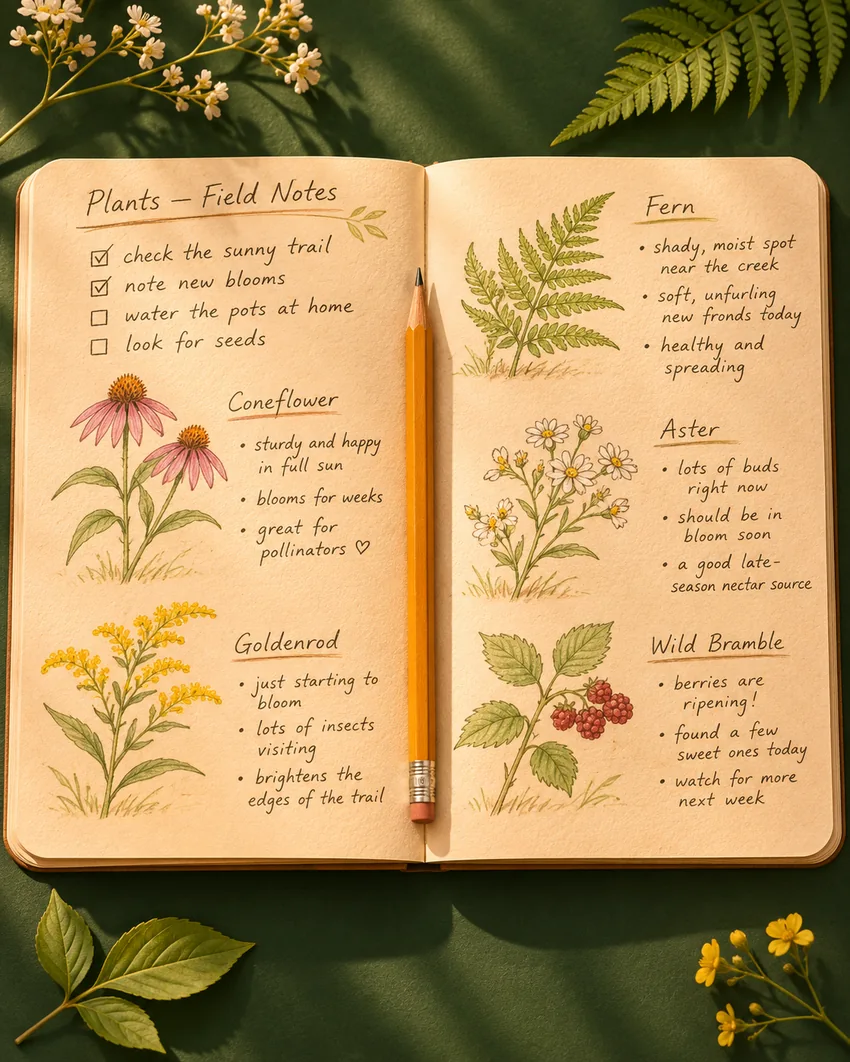 Plants — Field Notes
☑ check the sunny trail
☑ note new blooms
☐ water the pots at home
☐ look for seeds
Coneflower
• sturdy and happy
in full sun
• blooms for weeks
• great for
pollinators ♡
Goldenrod
• just starting to
bloom
• lots of insects
visiting
• brightens the
edges of the trail
Fern
• shady, moist spot
near the creek
• soft, unfurling
new fronds today
• healthy and
spreading
Aster
• lots of buds
right now
• should be in
bloom soon
• a good late-
season nectar source
Wild Bramble
• berries are
ripening!
• found a few
sweet ones today
• watch for more
next week